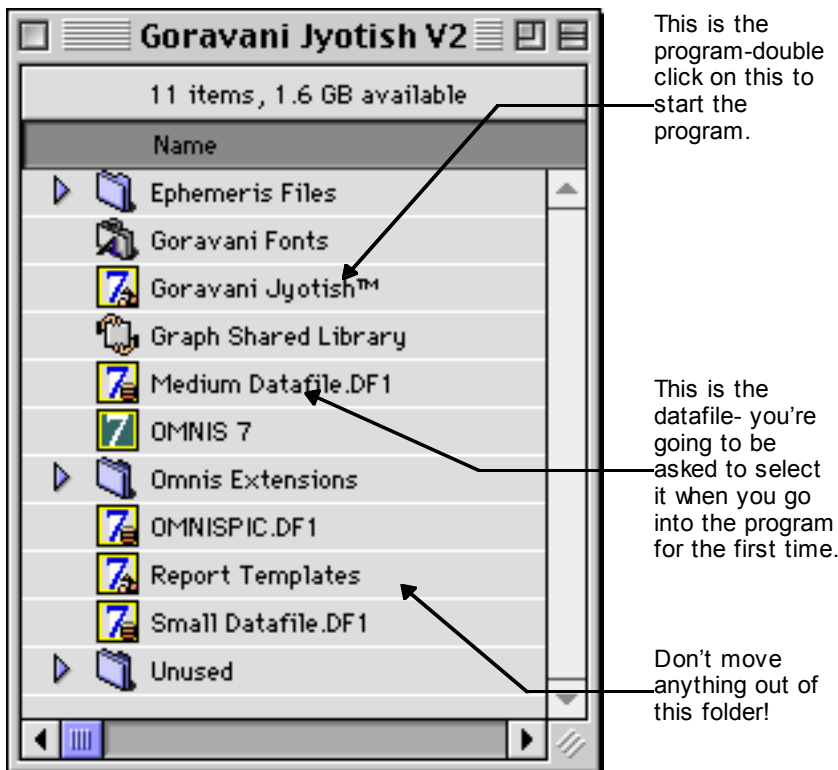 Goravani Jyotish V2
11 items, 1.6 GB available
Name
Ephemeris Files
Goravani Fonts
Goravani Jyotish™
Graph Shared Library
Medium Datafile.DF1
OMNIS 7
Omnis Extensions
OMNISPIC.DF1
Report Templates
Small Datafile.DF1
Unused
This is the
program-double
click on this to
start the
program.
This is the
datafile- you're
going to be
asked to select
it when you go
into the program
for the first time.
Don't move
anything out of
this folder!